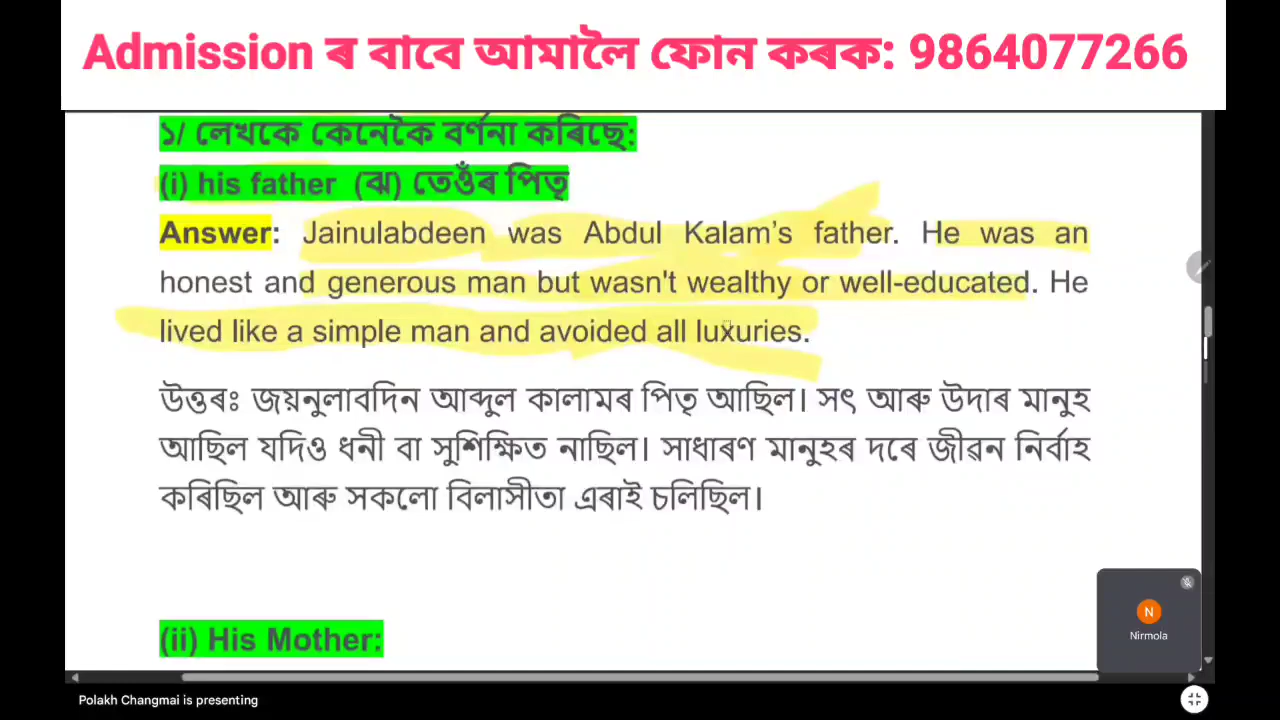 Admission ৰ বাবে আমালৈ ফোন কৰক: 9864077266
১/ লেখকে কেনেকৈ বৰ্ণনা কৰিছে:
(i) his father (ঝ) তেওঁৰ পিতৃ
Answer: Jainulabdeen was Abdul Kalam’s father. He was an
honest and generous man but wasn't wealthy or well-educated. He
lived like a simple man and avoided all luxuries.
উত্তৰঃ জয়নুলাবদিন আব্দুল কালামৰ পিতৃ আছিল। সৎ আৰু উদাৰ মানুহ
আছিল যদিও ধনী বা সুশিক্ষিত নাছিল। সাধাৰণ মানুহৰ দৰে জীৱন নিৰ্বাহ
কৰিছিল আৰু সকলো বিলাসীতা এৰাই চলিছিল।
(ii) His Mother:
N
Nirmola
Polakh Changmai is presenting